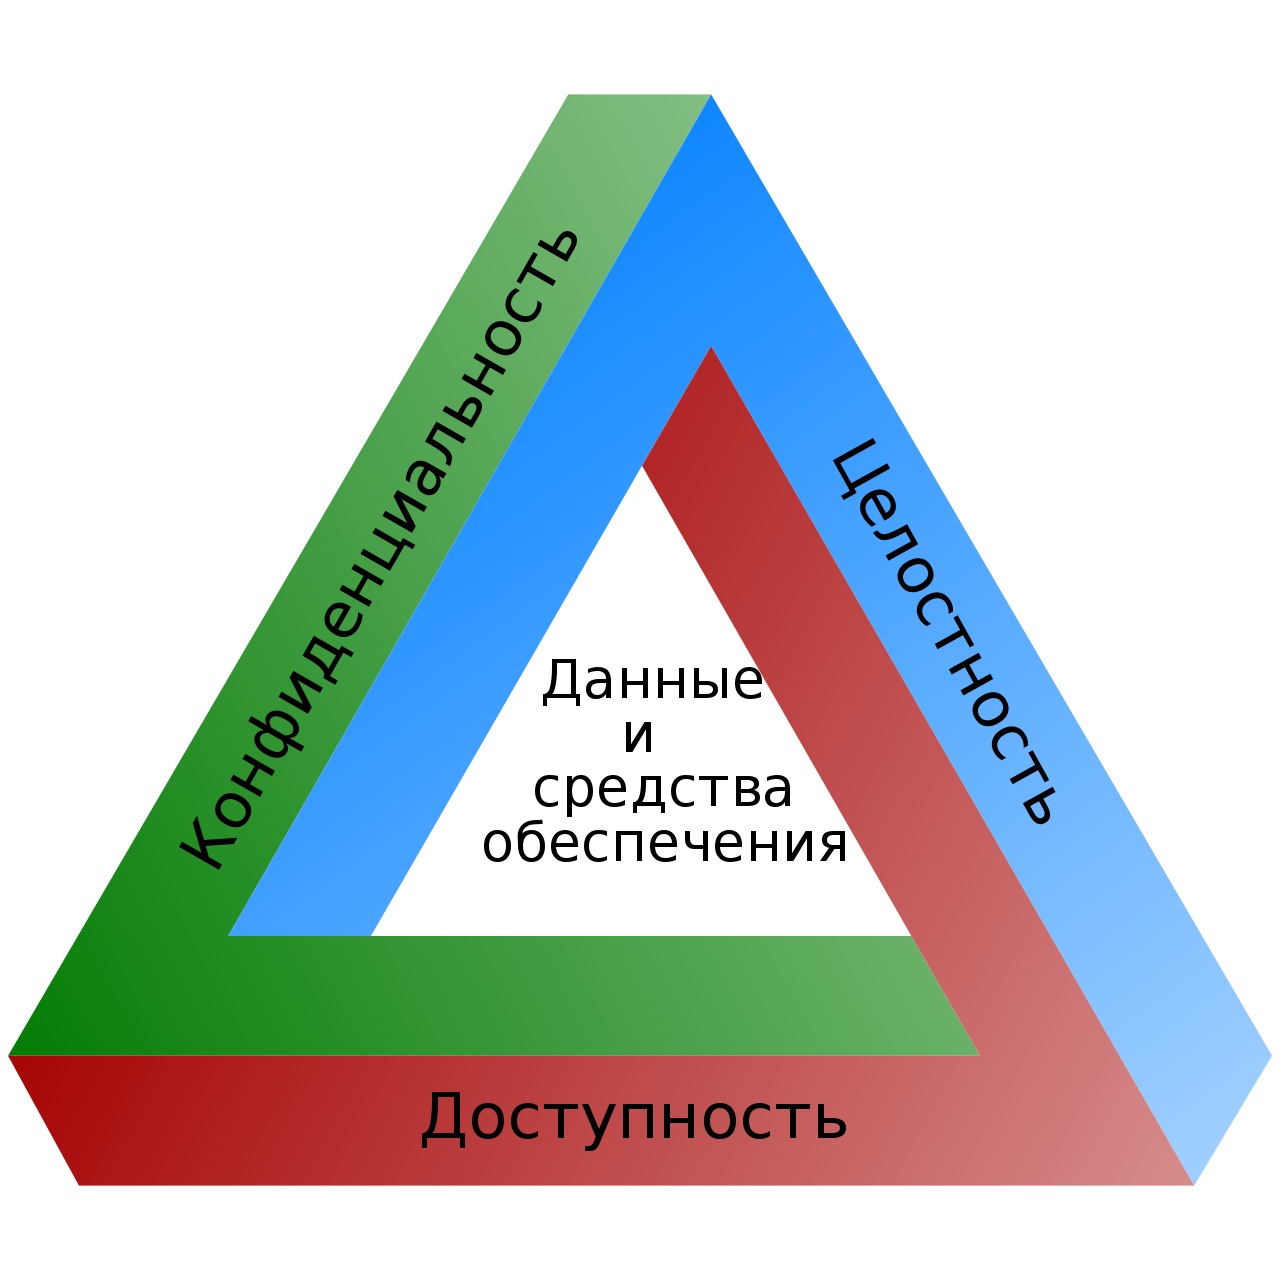 Конфиденциальность
Целостность
Данные
и
средства
обеспечения
Доступность